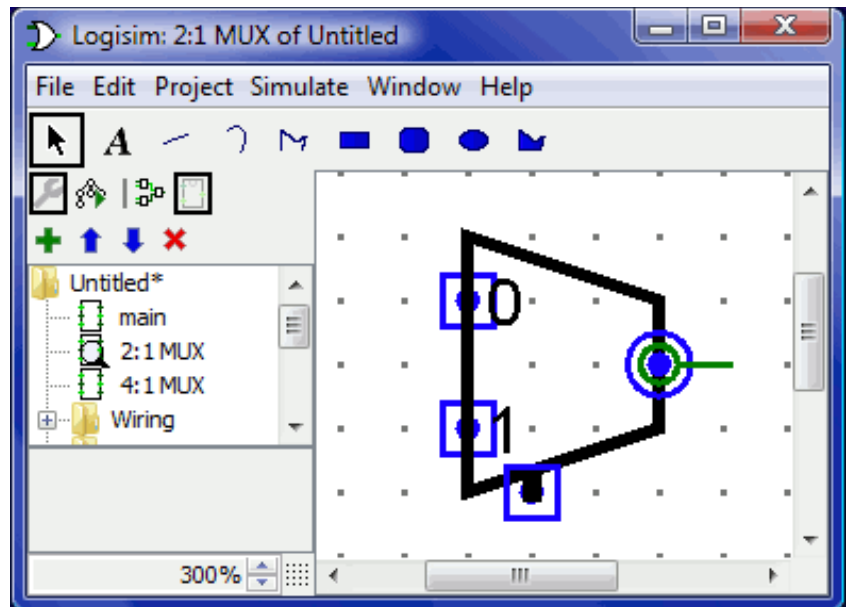 Logisim: 2:1 MUX of Untitled
File Edit Project Simulate Window Help
A
Untitled*
main
2:1 MUX
4:1 MUX
Wiring
300%
0
1